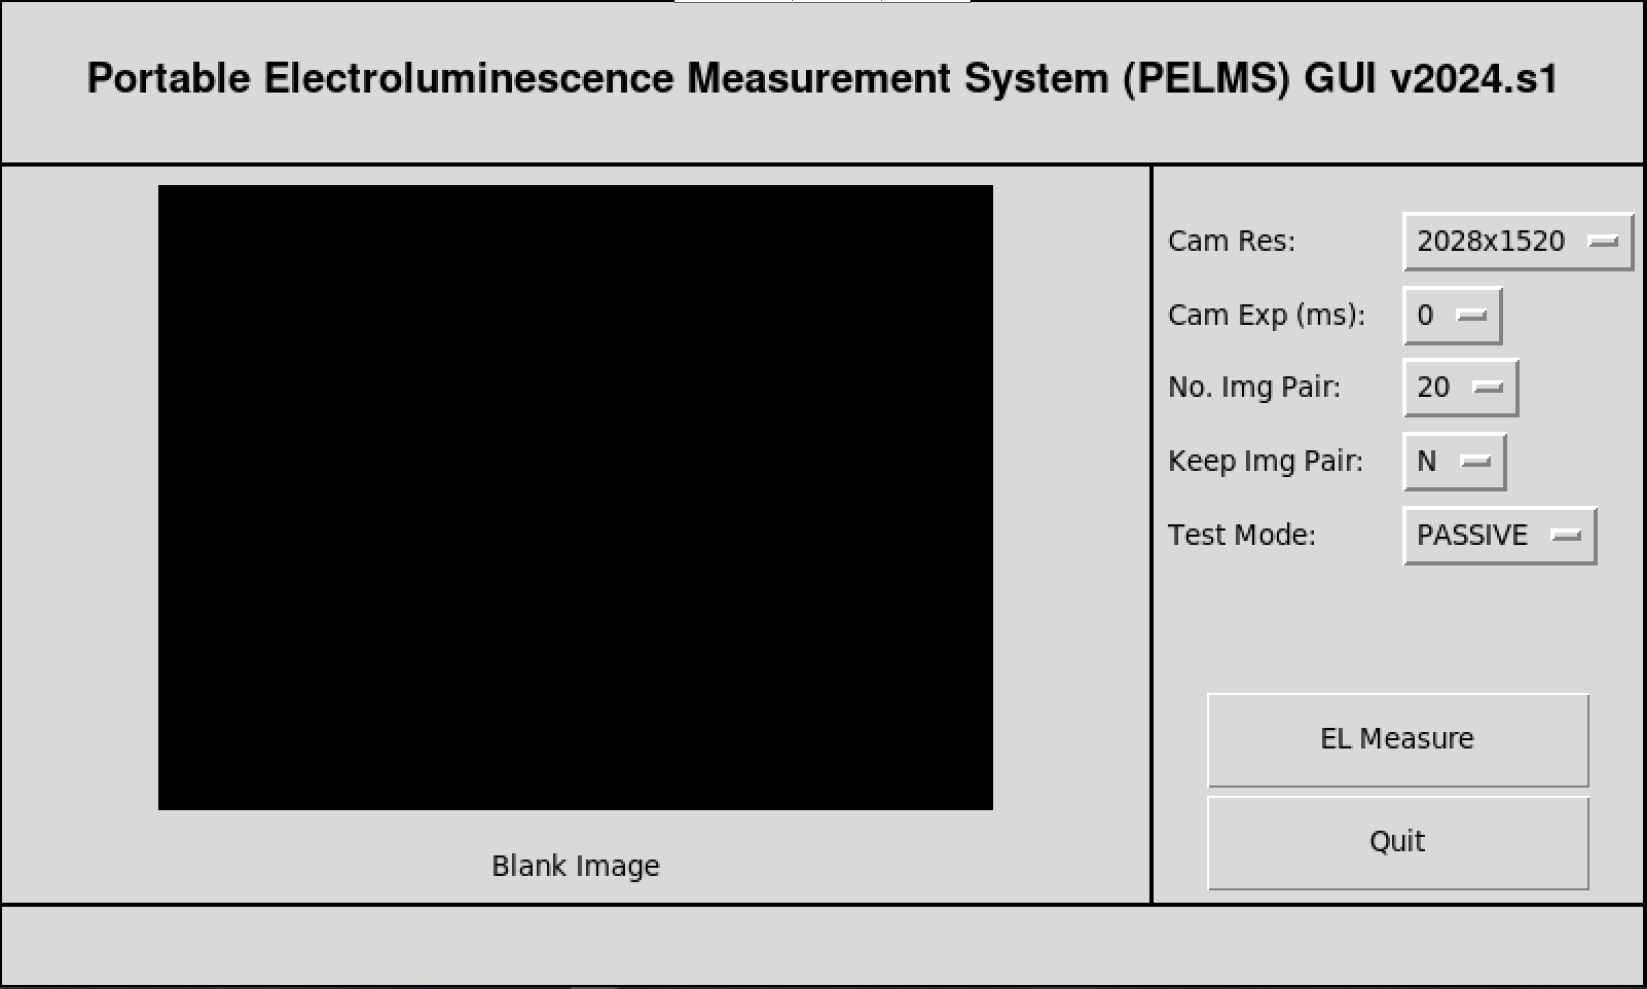 Portable Electroluminescence Measurement System (PELMS) GUI v2024.s1
Cam Res: 2028x1520
Cam Exp (ms): 0
No. Img Pair: 20
Keep Img Pair: N
Test Mode: PASSIVE
EL Measure
Quit
Blank Image